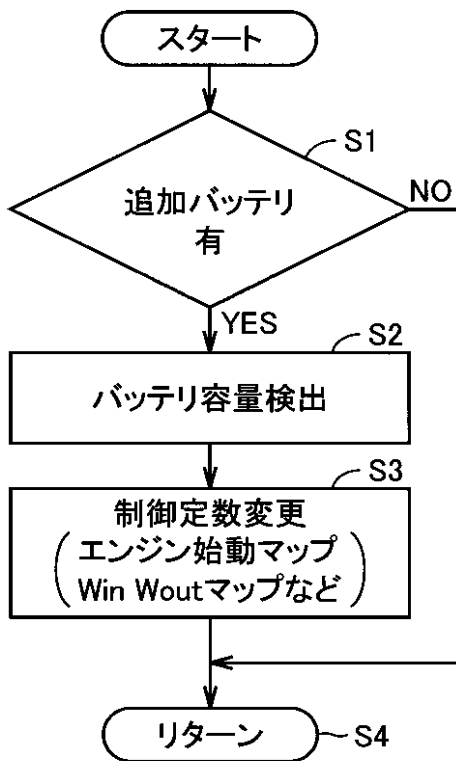 スタート
S1
追加バッテリ
有
NO
YES
S2
バッテリ容量検出
S3
制御定数変更
(エンジン始動マップ
Win Woutマップなど)
リターン
S4